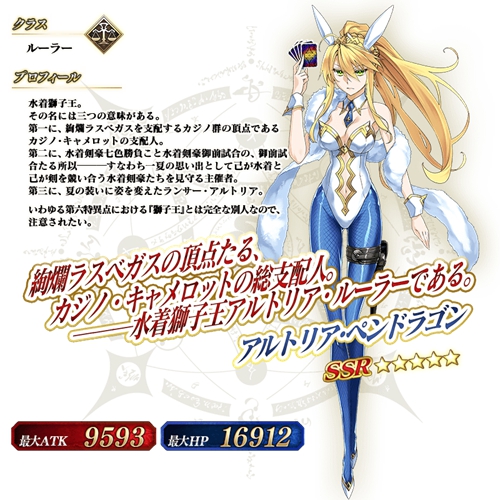 クラス
ルーラー
プロフィール
水着獅子王。
その名には三つの意味がある。
第一に、絢爛ラスベガスを支配するカジノ群の頂点である
カジノ・キャメロットの支配人。
第二に、水着剣豪七色勝負こと水着剣豪御前試合の、御前試
合たる所以――すなわち一夏の思い出として己が水着と
己が剣を競い合う水着剣豪たちを見守る主催者。
第三に、夏の装いに姿を変えたランサー・アルトリア。
いわゆる第六特異点における『獅子王』とは完全な別人なので、
注意されたい。
絢爛ラスベガスの頂点たる、
カジノ・キャメロットの総支配人。
――水着獅子王アルトリア・ルーラーである。
アルトリア・ペンドラゴン
SSR ★★★★★
最大ATK 9593
最大HP 16912